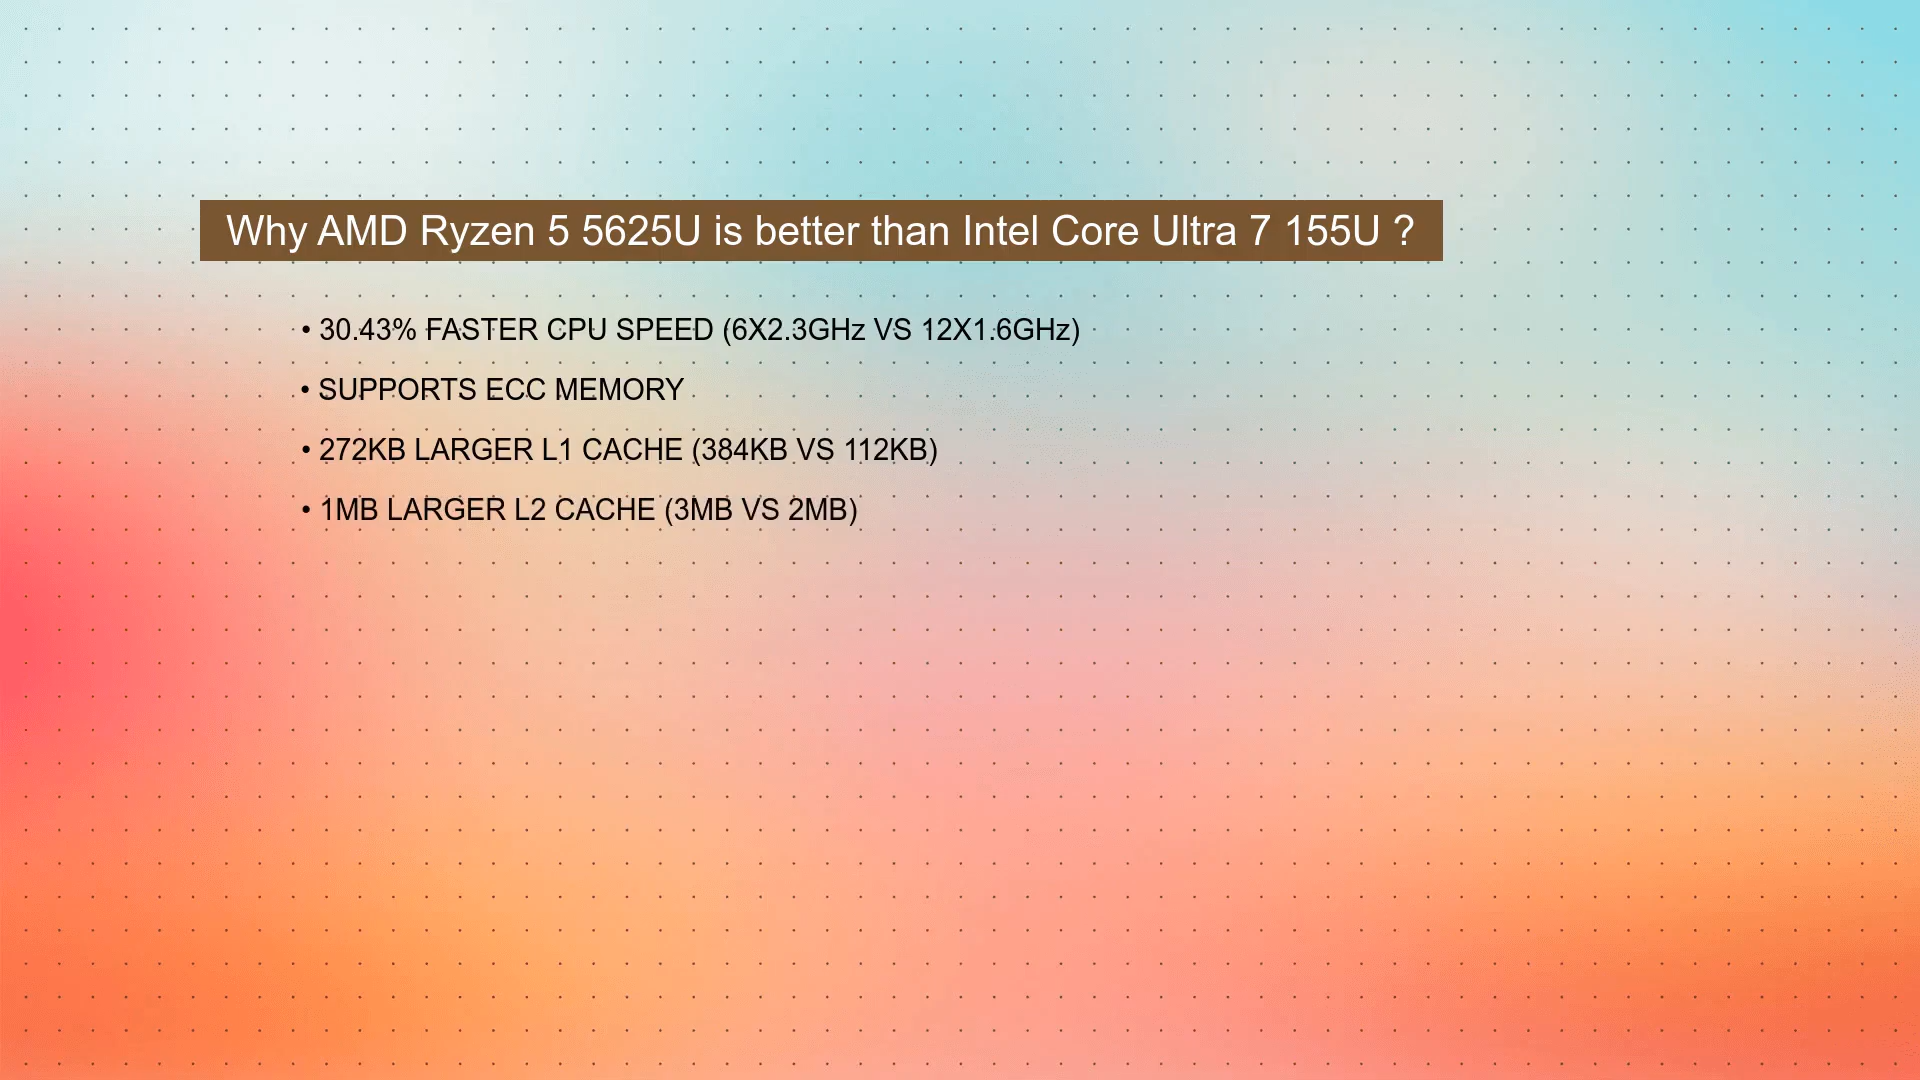 Why AMD Ryzen 5 5625U is better than Intel Core Ultra 7 155U ?
• 30.43% FASTER CPU SPEED (6X2.3GHz VS 12X1.6GHz)
• SUPPORTS ECC MEMORY
• 272KB LARGER L1 CACHE (384KB VS 112KB)
• 1MB LARGER L2 CACHE (3MB VS 2MB)